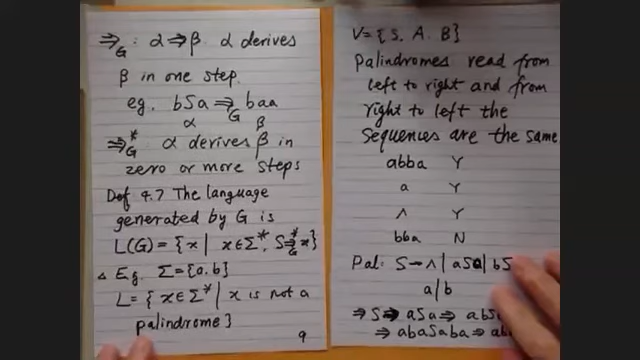 ⇒G : α ⇒ β. α derives
β in one step.
eg. bSa ⇒G baa
α β
⇒*G α derives β in
zero or more steps
Def 4.7 The language
generated by G is
L(G) = { x | x ∈ Σ*, S ⇒*G x }
△ Eg. Σ = {a, b}
L = { x ∈ Σ* | x is not a
palindrome }
9
V = { S, A, B }
Palindromes read from
left to right and from
right to left the
Sequences are the same
abba Y
a Y
Λ Y
bba N
Pal: S → Λ | aSa | bS
a | b
⇒ S ⇒ aSa ⇒ abS
⇒ abaSaba ⇒ ab